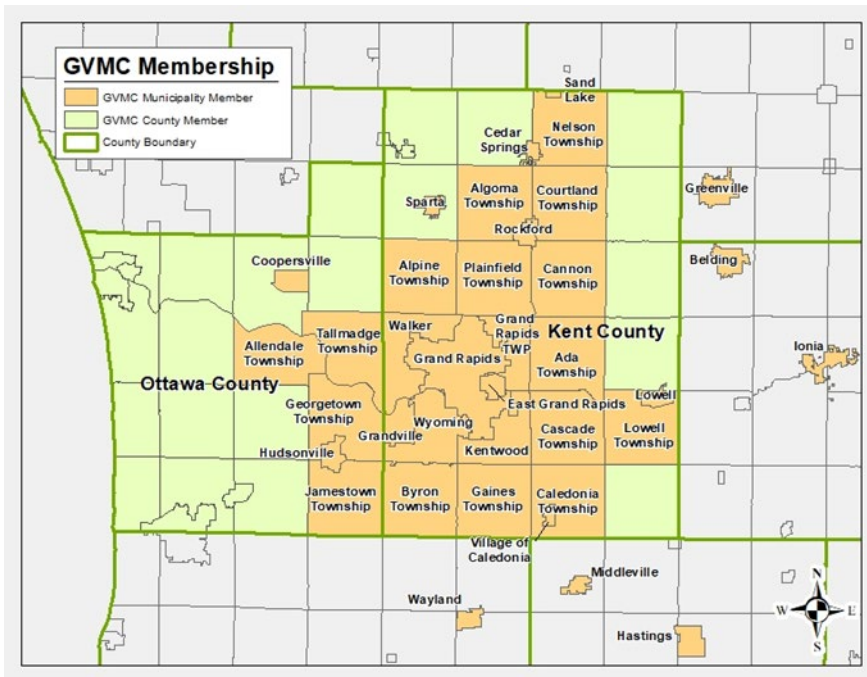 GVMC Membership
GVMC Municipality Member
GVMC County Member
County Boundary
Sand
Lake
Nelson
Township
Cedar
Springs
Algoma
Township
Courtland
Township
Greenville
Sparta
Rockford
Coopersville
Alpine
Township
Plainfield
Township
Cannon
Township
Belding
Allendale
Township
Tallmadge
Township
Walker
Grand
Rapids
TWP
Kent County
Grand Rapids
Ada
Township
Ionia
Ottawa County
Georgetown
Township
East Grand Rapids
Lowell
Wyoming
Grandville
Cascade
Township
Lowell
Township
Hudsonville
Kentwood
Jamestown
Township
Byron
Township
Gaines
Township
Caledonia
Township
Village of
Caledonia
Middleville
Wayland
Hastings
N
W
E
S